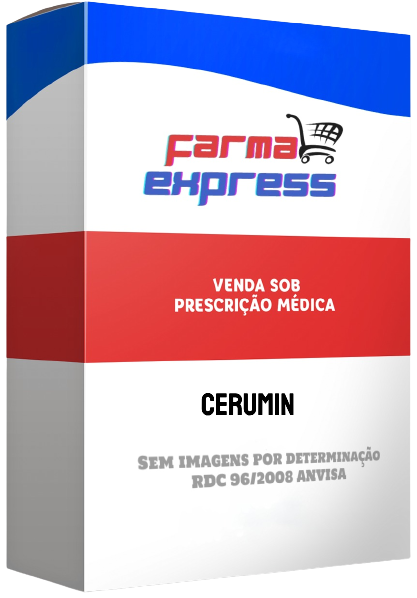 Farma
express
VENDA SOB
PRESCRIÇÃO MÉDICA
CERUMIN
SEM IMAGENS POR DETERMINAÇÃO
RDC 96/2008 ANVISA